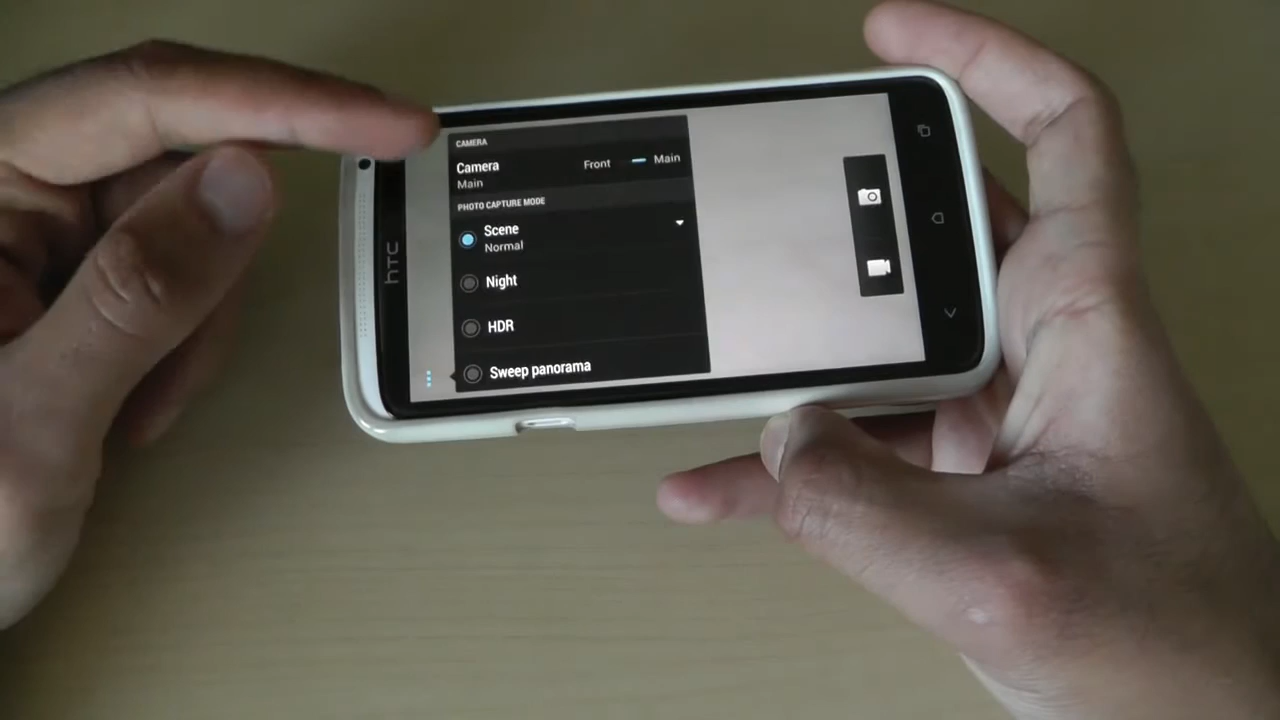 CAMERA
Camera
Main
Front
Main
PHOTO CAPTURE MODE
Scene
Normal
Night
HDR
Sweep panorama
hTC